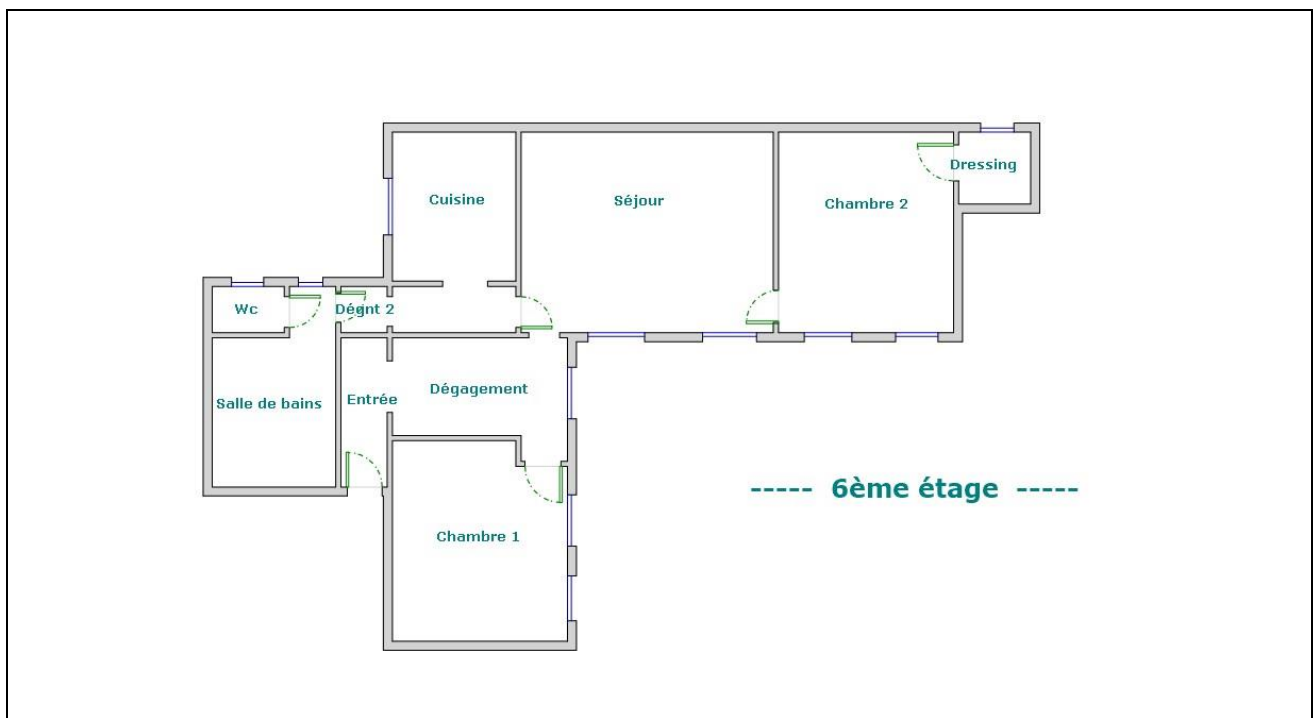 Dressing
Cuisine
Séjour
Chambre 2
Wc
Dégnt 2
Dégagement
Salle de bains
Entrée
----- 6ème étage -----
Chambre 1